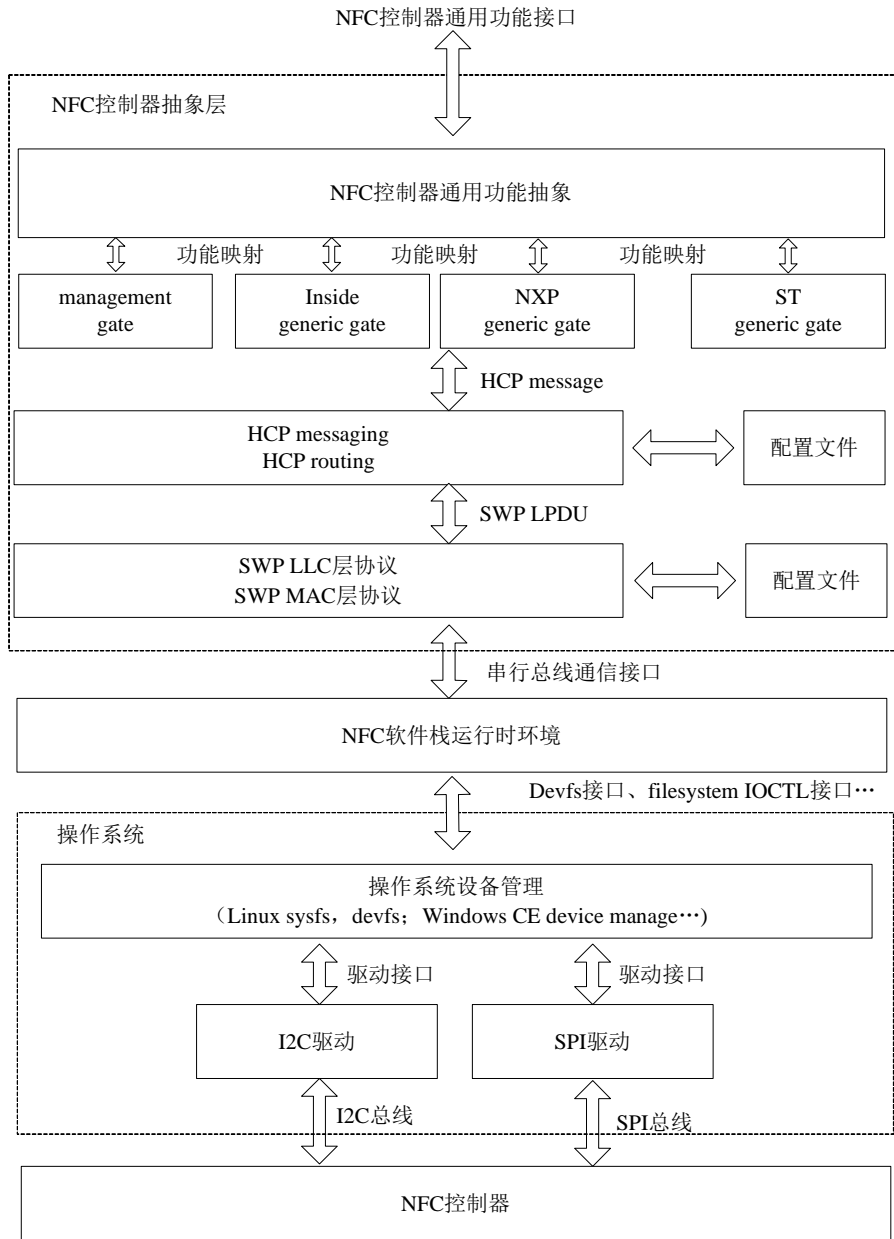 NFC控制器通用功能接口
NFC控制器抽象层
NFC控制器通用功能抽象
功能映射
功能映射
功能映射
management
gate
Inside
generic gate
NXP
generic gate
ST
generic gate
HCP message
HCP messaging
HCP routing
配置文件
SWP LPDU
SWP LLC层协议
SWP MAC层协议
配置文件
串行总线通信接口
NFC软件栈运行时环境
Devfs接口、filesystem IOCTL接口…
操作系统
操作系统设备管理
（Linux sysfs，devfs；Windows CE device manage…)
驱动接口
驱动接口
I2C驱动
SPI驱动
I2C总线
SPI总线
NFC控制器